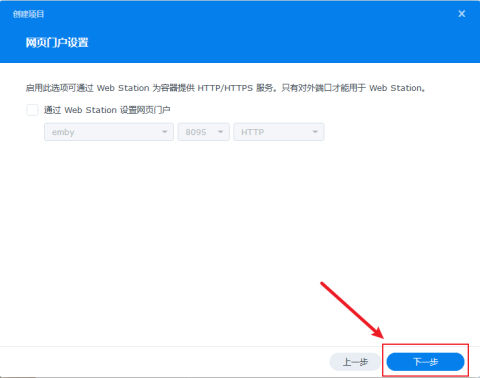 创建项目
网页门户设置
启用此选项可通过 Web Station 为容器提供 HTTP/HTTPS 服务。只有对外端口才能用于 Web Station。
通过 Web Station 设置网页门户
emby 8095 HTTP
上一步 下一步